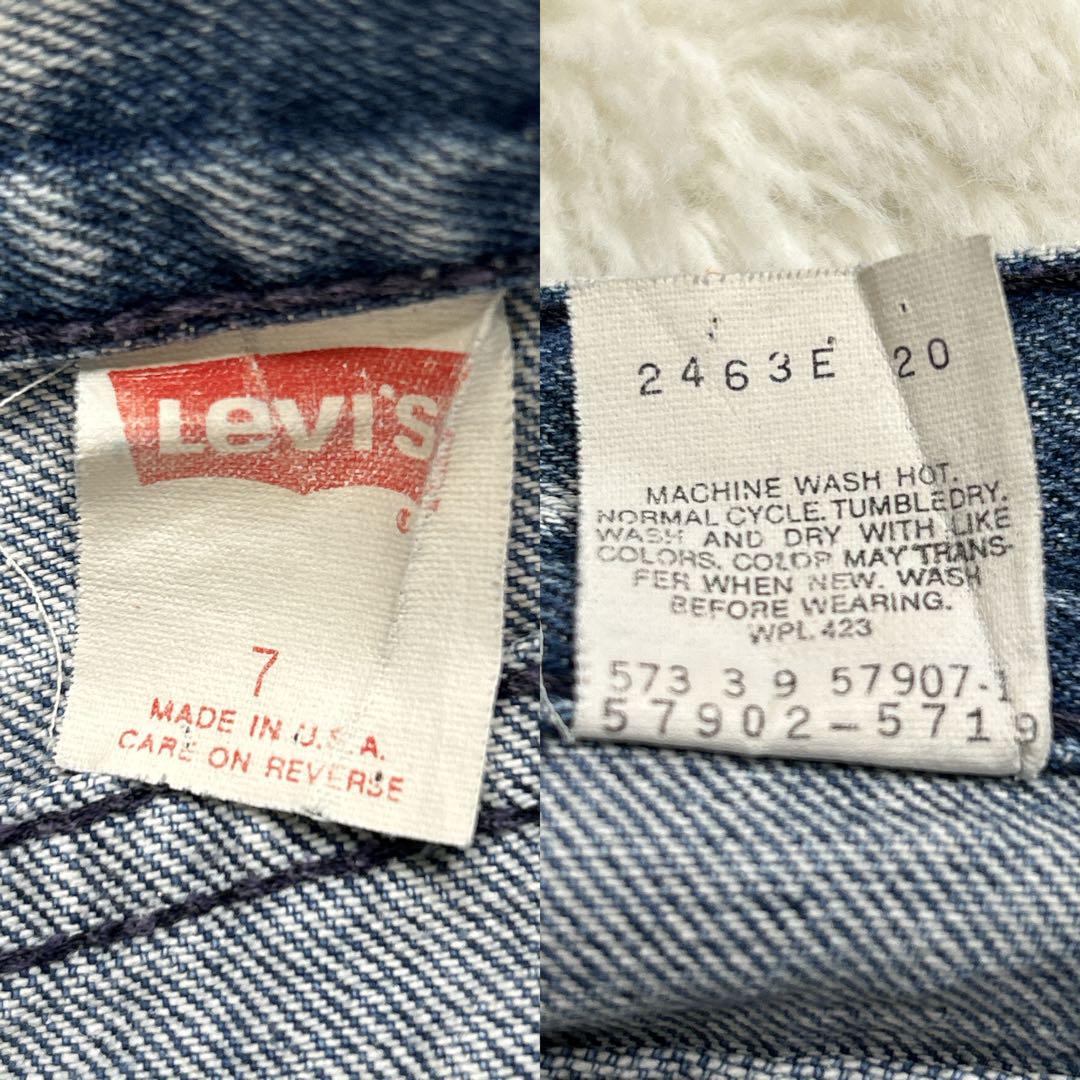 Levi's
7
MADE IN U.S.A.
CARE ON REVERSE
2463E 20
MACHINE WASH HOT.
NORMAL CYCLE. TUMBLE DRY.
WASH AND DRY WITH LIKE
COLORS. COLOR MAY TRANS-
FER WHEN NEW. WASH
BEFORE WEARING.
WPL 423
573 3 9 57907-1
57902-5719